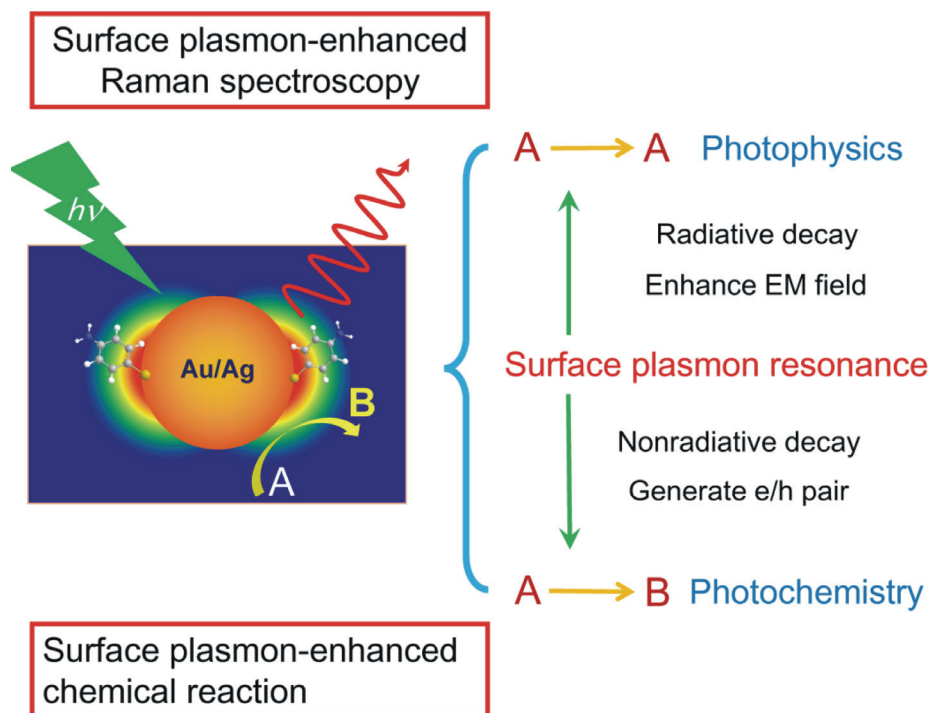 Surface plasmon-enhanced
Raman spectroscopy
hν
Au/Ag
B
A
A A Photophysics
Radiative decay
Enhance EM field
Surface plasmon resonance
Nonradiative decay
Generate e/h pair
A B Photochemistry
Surface plasmon-enhanced
chemical reaction